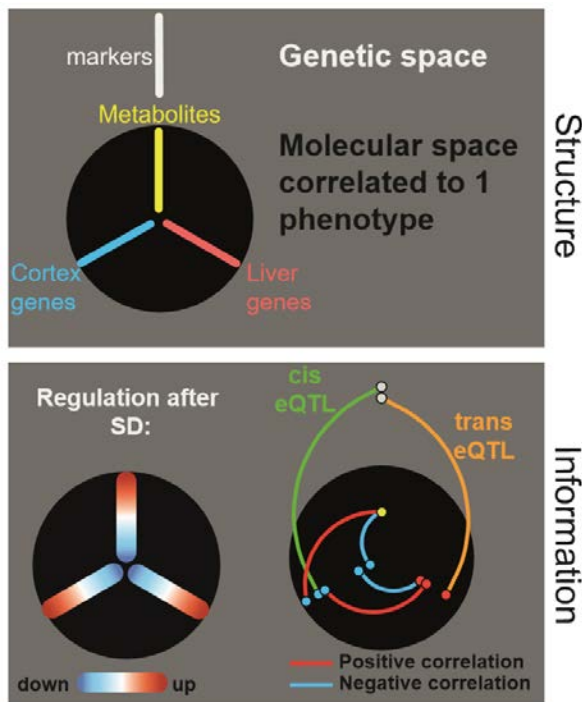 markers
Genetic space
Metabolites
Molecular space
correlated to 1
phenotype
Cortex
genes
Liver
genes
Structure
Regulation after
SD:
cis
eQTL
trans
eQTL
down
up
Positive correlation
Negative correlation
Information